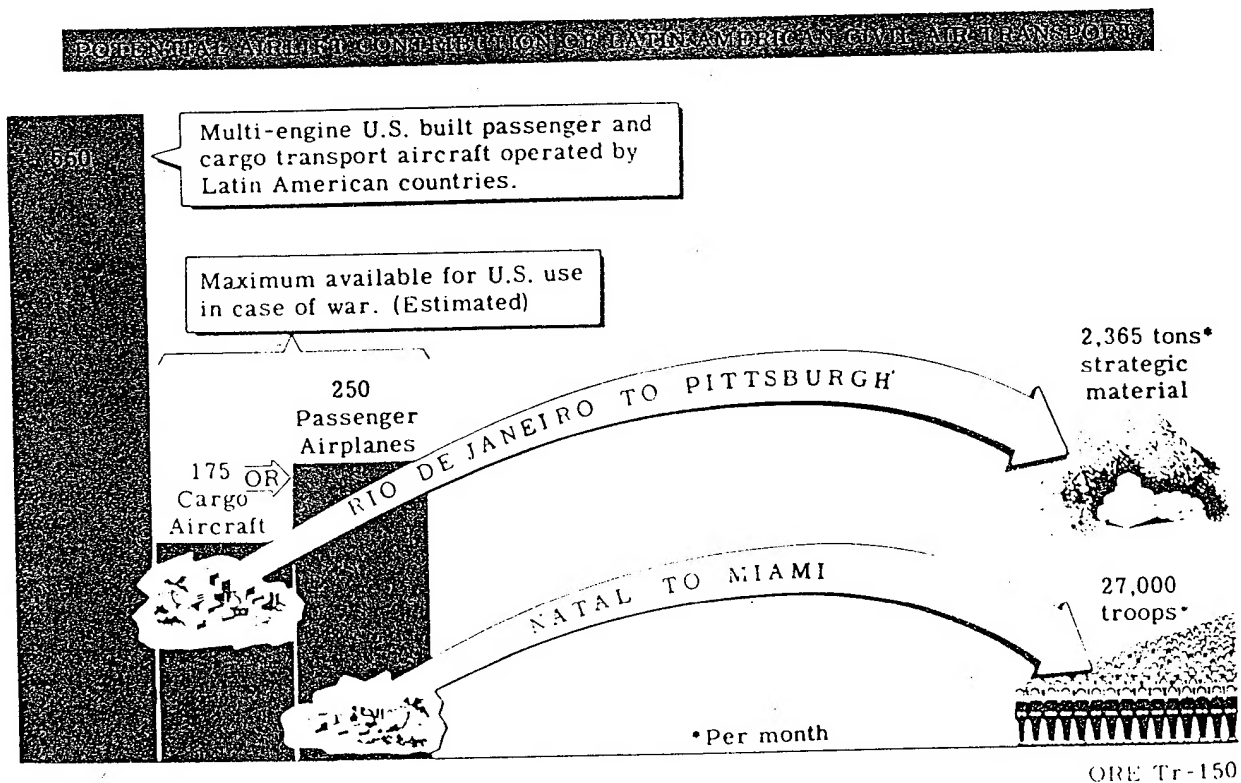 POTENTIAL AIRLIFT CONTRIBUTION OF LATIN AMERICAN CIVIL AIR TRANSPORT
550
Multi-engine U.S. built passenger and
cargo transport aircraft operated by
Latin American countries.
Maximum available for U.S. use
in case of war. (Estimated)
250
Passenger
Airplanes
175
OR
Cargo
Aircraft
RIO DE JANEIRO TO PITTSBURGH
2,365 tons*
strategic
material
NATAL TO MIAMI
27,000
troops*
*Per month
ORE Tr-150